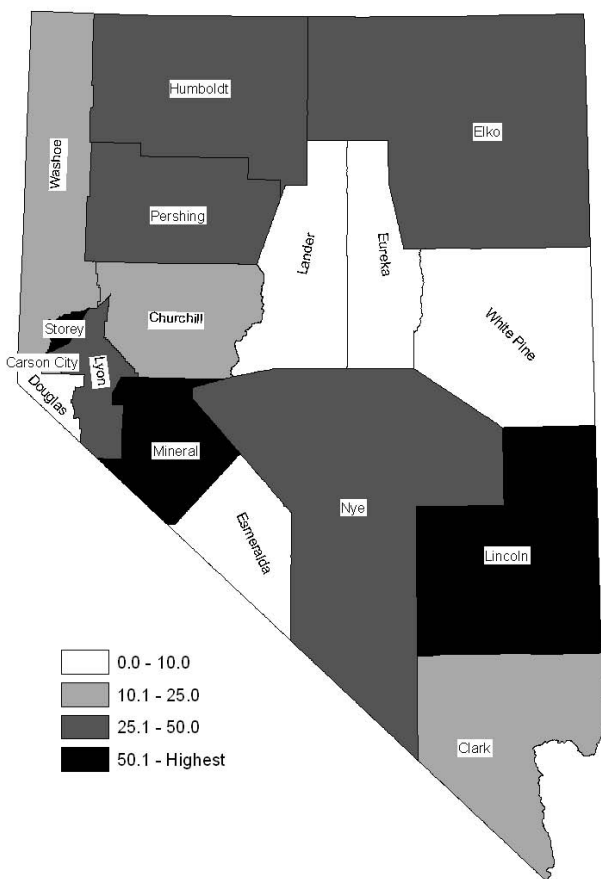 Humboldt
Elko
Washoe
Pershing
Lander
Eureka
Churchill
White Pine
Storey
Carson City
Lyon
Douglas
Mineral
Nye
Esmeralda
Lincoln
0.0 - 10.0
10.1 - 25.0
25.1 - 50.0
50.1 - Highest
Clark